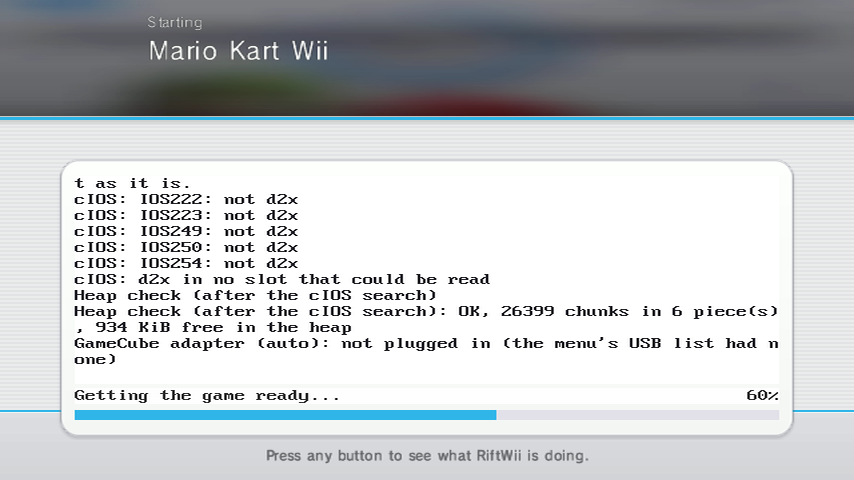 Starting
Mario Kart Wii
t as it is.
cIOS: IOS222: not d2x
cIOS: IOS223: not d2x
cIOS: IOS249: not d2x
cIOS: IOS250: not d2x
cIOS: IOS254: not d2x
cIOS: d2x in no slot that could be read
Heap check (after the cIOS search)
Heap check (after the cIOS search): OK, 26399 chunks in 6 piece(s)
, 934 KiB free in the heap
GameCube adapter (auto): not plugged in (the menu's USB list had n
one)
Getting the game ready... 60%
Press any button to see what RiftWii is doing.